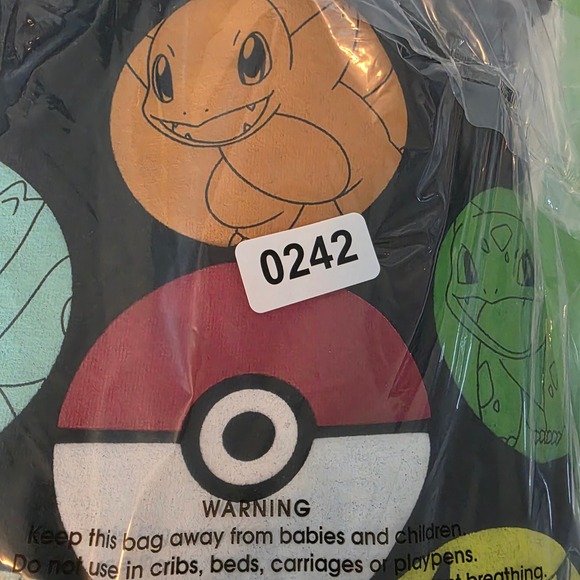 0242
WARNING
Keep this bag away from babies and children.
Do not use in cribs, beds, carriages or playpens.
breathing.